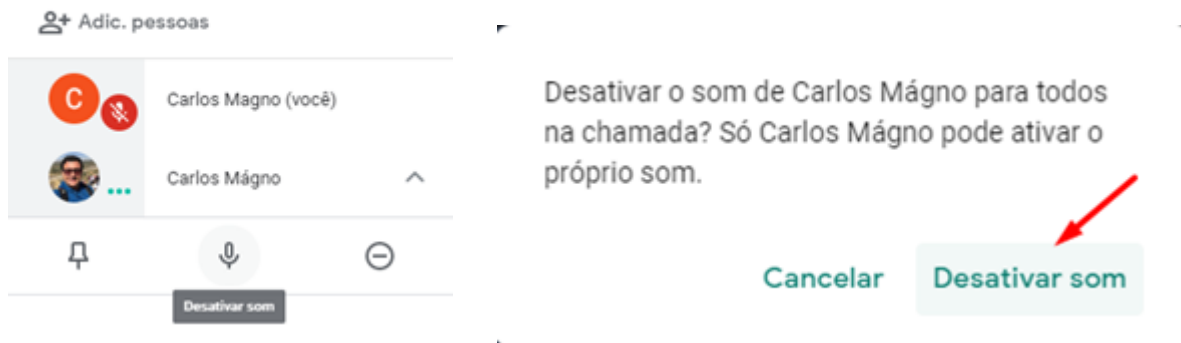 Adic. pessoas
C
Carlos Magno (você)
Carlos Mágno
Desativar som
Desativar o som de Carlos Mágno para todos
na chamada? Só Carlos Mágno pode ativar o
próprio som.
Cancelar Desativar som